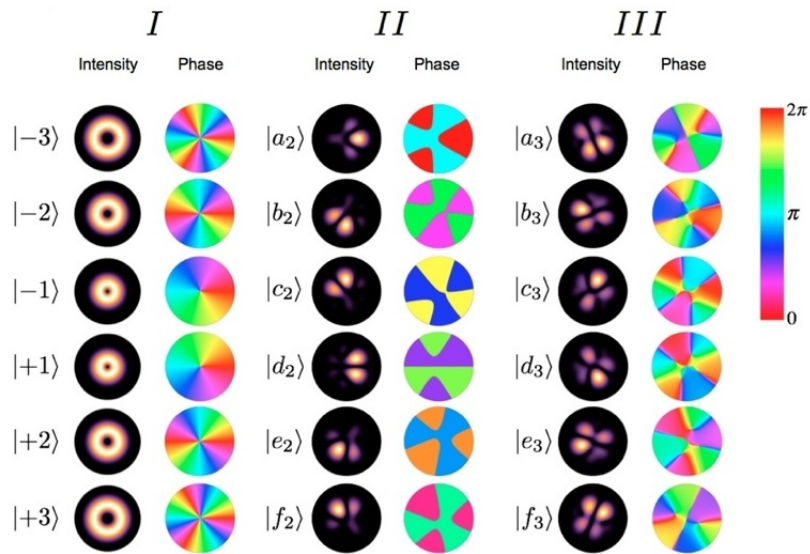 I II III
Intensity Phase Intensity Phase Intensity Phase
|−3⟩ |a₂⟩ |a₃⟩ 2π
|−2⟩ |b₂⟩ |b₃⟩ π
|−1⟩ |c₂⟩ |c₃⟩ 0
|+1⟩ |d₂⟩ |d₃⟩
|+2⟩ |e₂⟩ |e₃⟩
|+3⟩ |f₂⟩ |f₃⟩